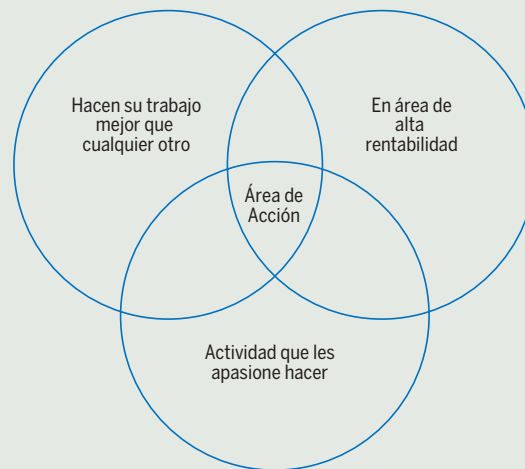 Hacen su trabajo
mejor que
cualquier otro
En área de
alta
rentabilidad
Área de
Acción
Actividad que les
apasione hacer